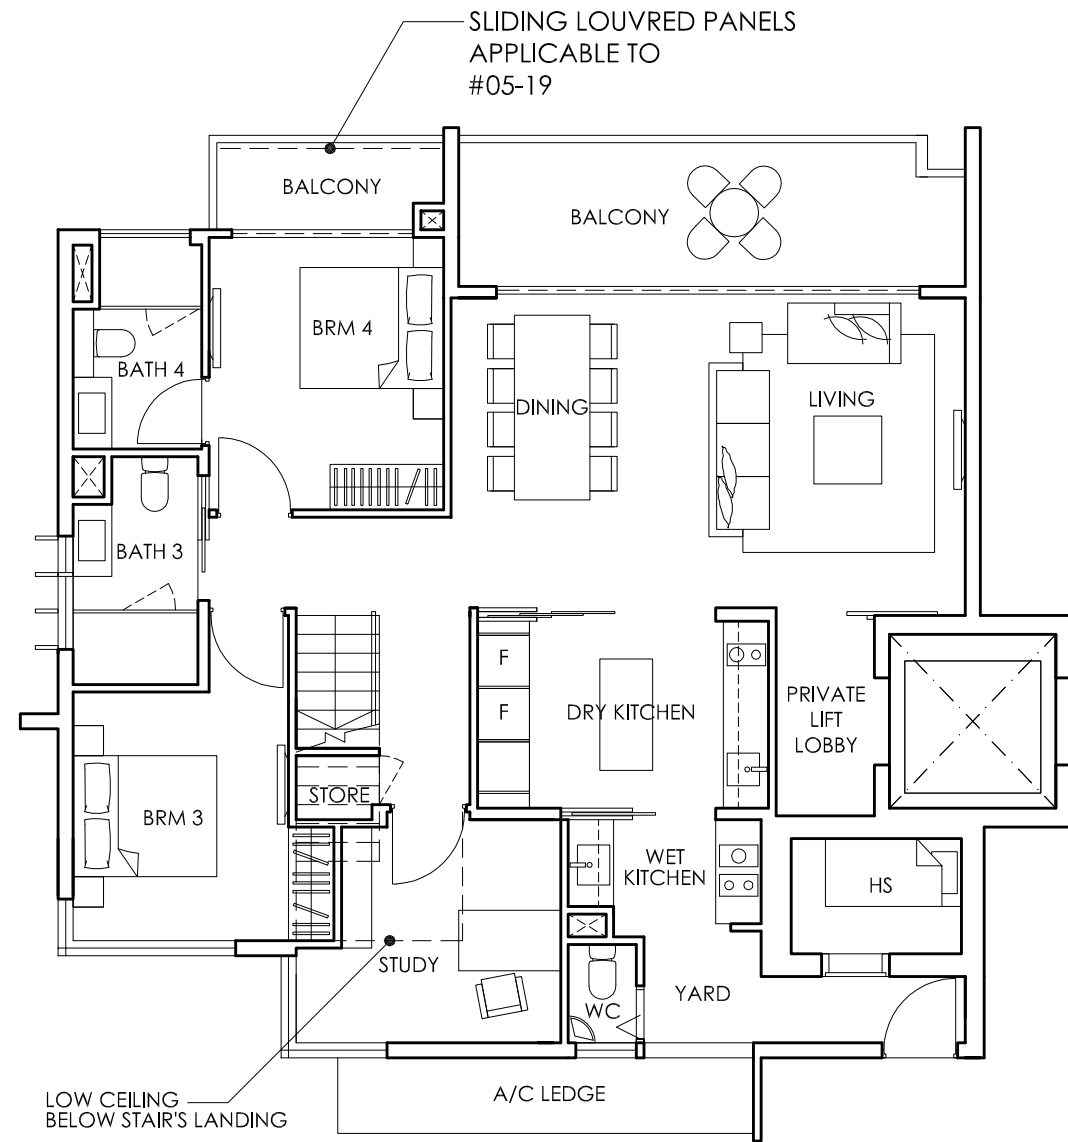 SLIDING LOUVRED PANELS
APPLICABLE TO
#05-19
BALCONY
BALCONY
BRM 4
BATH 4
DINING
LIVING
BATH 3
F
F
DRY KITCHEN
PRIVATE
LIFT
LOBBY
STORE
BRM 3
WET
KITCHEN
HS
STUDY
YARD
WC
A/C LEDGE
LOW CEILING
BELOW STAIR'S LANDING